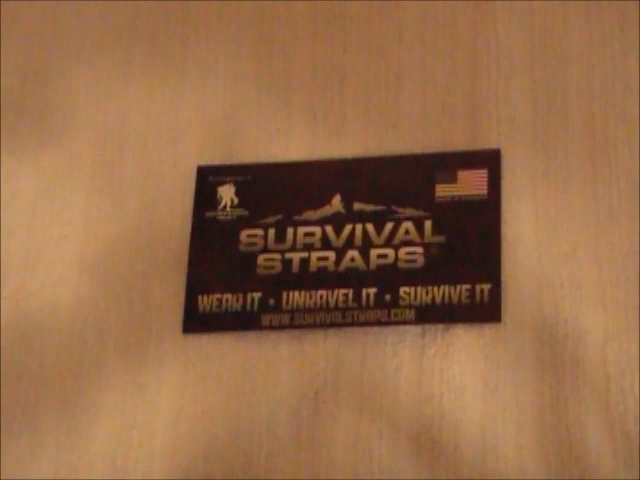 SURVIVAL
STRAPS
WEAR IT • UNRAVEL IT • SURVIVE IT
WWW.SURVIVALSTRAPS.COM